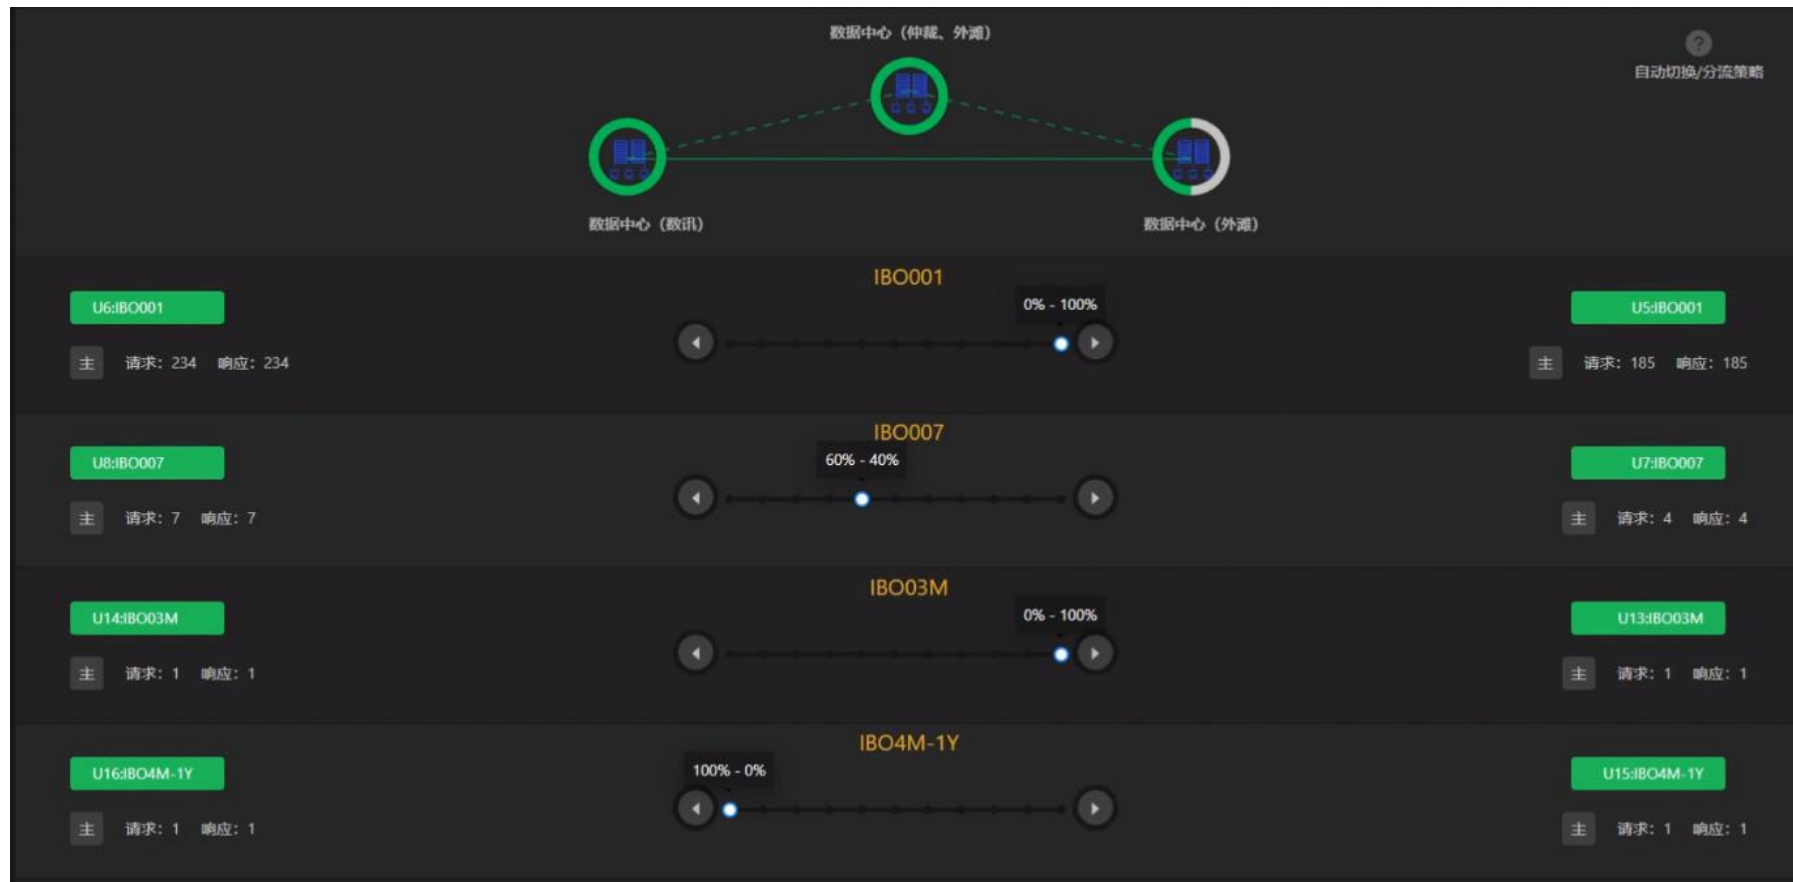 数据中心（仲裁、外滩）
自动切换/分流策略
数据中心（数讯）
数据中心（外滩）
IBO001
U6:IBO001
0% - 100%
U5:IBO001
主 请求：234 响应：234
主 请求：185 响应：185
IBO007
U8:IBO007
60% - 40%
U7:IBO007
主 请求：7 响应：7
主 请求：4 响应：4
IBO03M
U14:IBO03M
0% - 100%
U13:IBO03M
主 请求：1 响应：1
主 请求：1 响应：1
IBO4M-1Y
U16:IBO4M-1Y
100% - 0%
U15:IBO4M-1Y
主 请求：1 响应：1
主 请求：1 响应：1